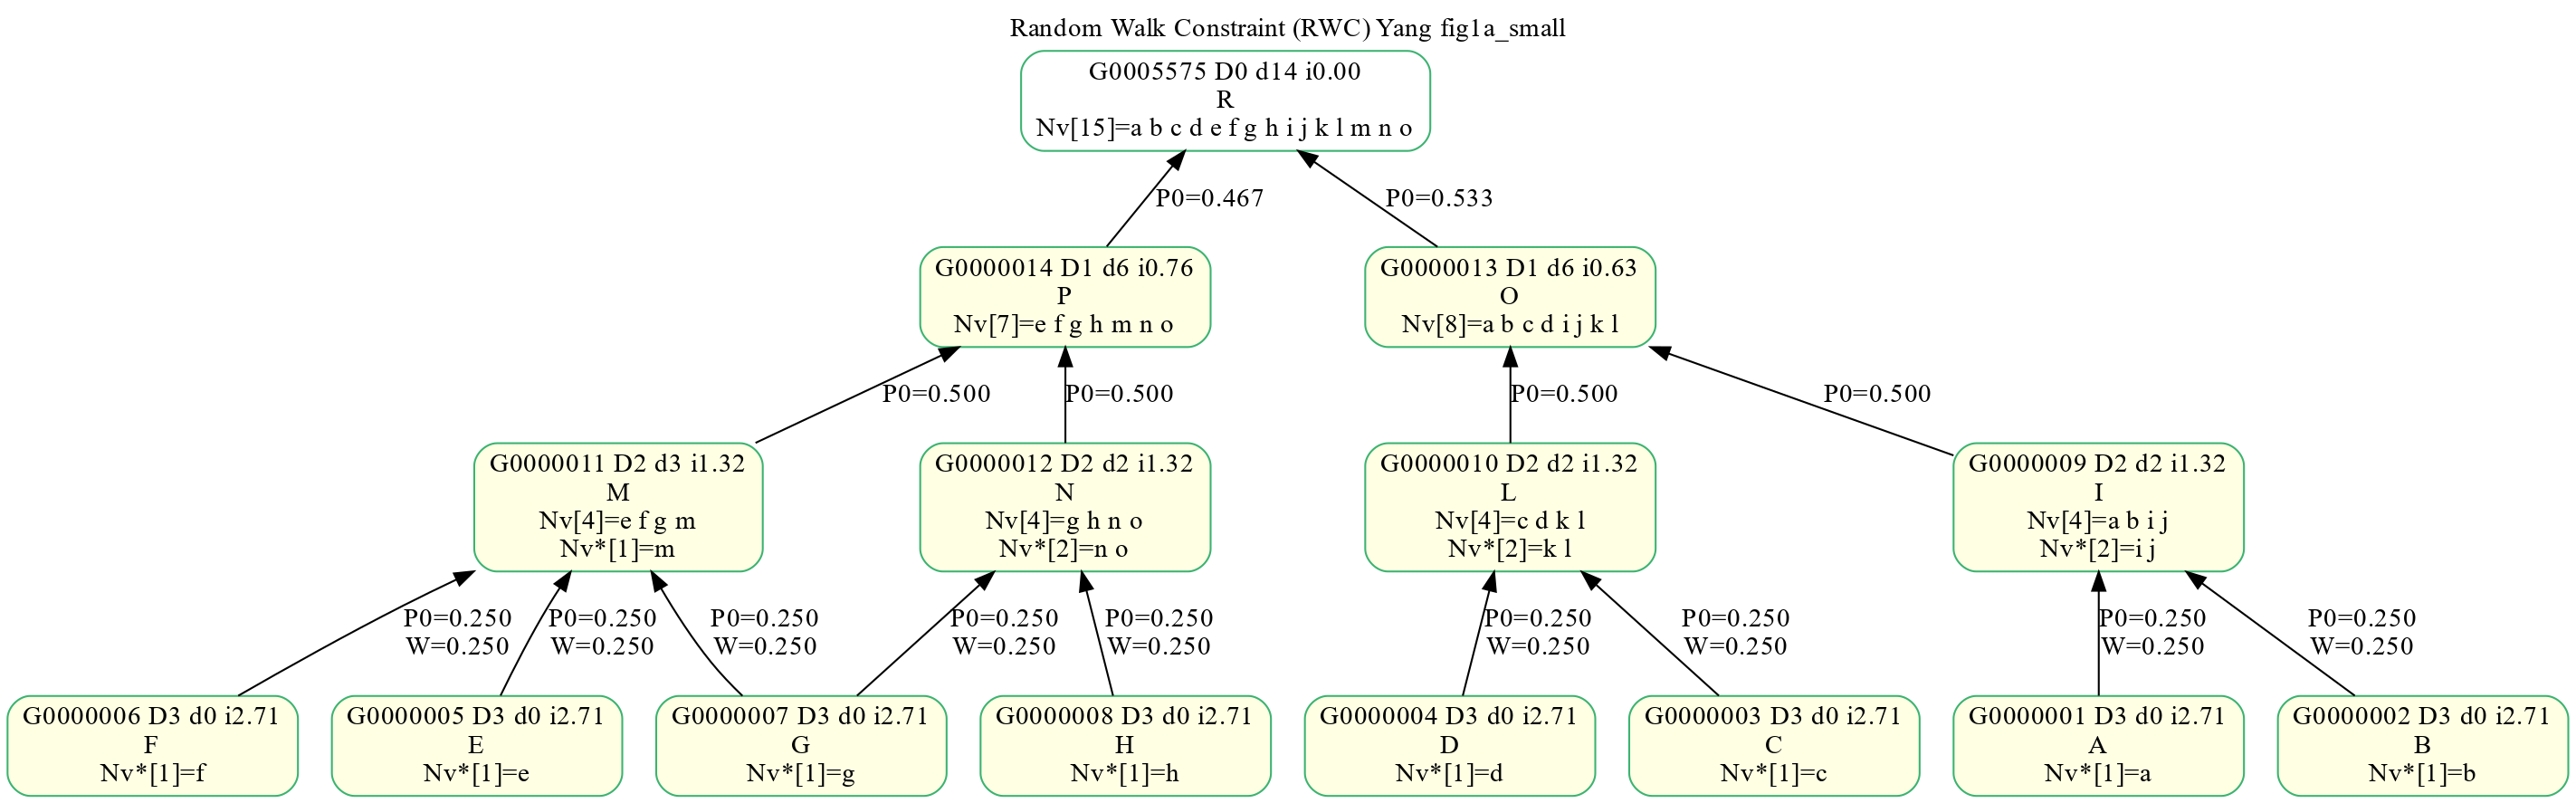 Random Walk Constraint (RWC) Yang fig1a_small
G0005575 D0 d14 i0.00
R
Nv[15]=a b c d e f g h i j k l m n o
P0=0.467
P0=0.533
G0000014 D1 d6 i0.76
P
Nv[7]=e f g h m n o
G0000013 D1 d6 i0.63
O
Nv[8]=a b c d i j k l
P0=0.500
P0=0.500
P0=0.500
P0=0.500
G0000011 D2 d3 i1.32
M
Nv[4]=e f g m
Nv*[1]=m
G0000012 D2 d2 i1.32
N
Nv[4]=g h n o
Nv*[2]=n o
G0000010 D2 d2 i1.32
L
Nv[4]=c d k l
Nv*[2]=k l
G0000009 D2 d2 i1.32
I
Nv[4]=a b i j
Nv*[2]=i j
P0=0.250
W=0.250
P0=0.250
W=0.250
P0=0.250
W=0.250
P0=0.250
W=0.250
P0=0.250
W=0.250
P0=0.250
W=0.250
P0=0.250
W=0.250
P0=0.250
W=0.250
P0=0.250
W=0.250
G0000006 D3 d0 i2.71
F
Nv*[1]=f
G0000005 D3 d0 i2.71
E
Nv*[1]=e
G0000007 D3 d0 i2.71
G
Nv*[1]=g
G0000008 D3 d0 i2.71
H
Nv*[1]=h
G0000004 D3 d0 i2.71
D
Nv*[1]=d
G0000003 D3 d0 i2.71
C
Nv*[1]=c
G0000001 D3 d0 i2.71
A
Nv*[1]=a
G0000002 D3 d0 i2.71
B
Nv*[1]=b